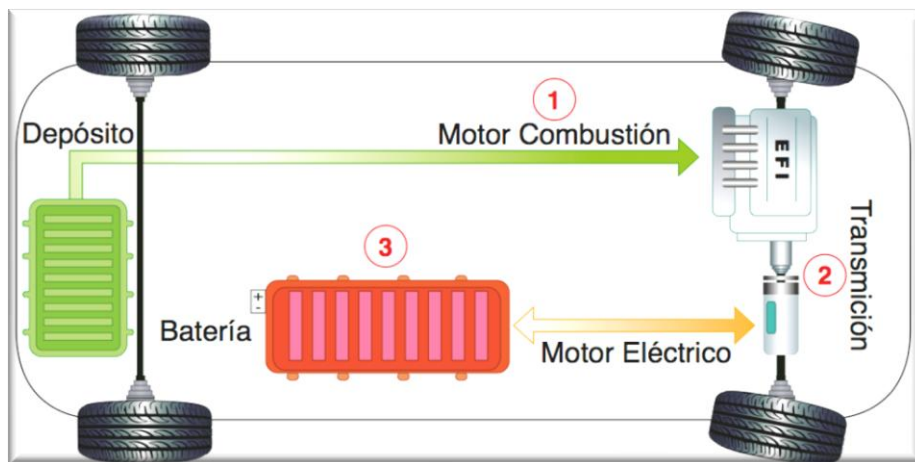 1
Depósito
Motor Combustión
EFI
Transmición
3
2
+
-
Batería
Motor Eléctrico